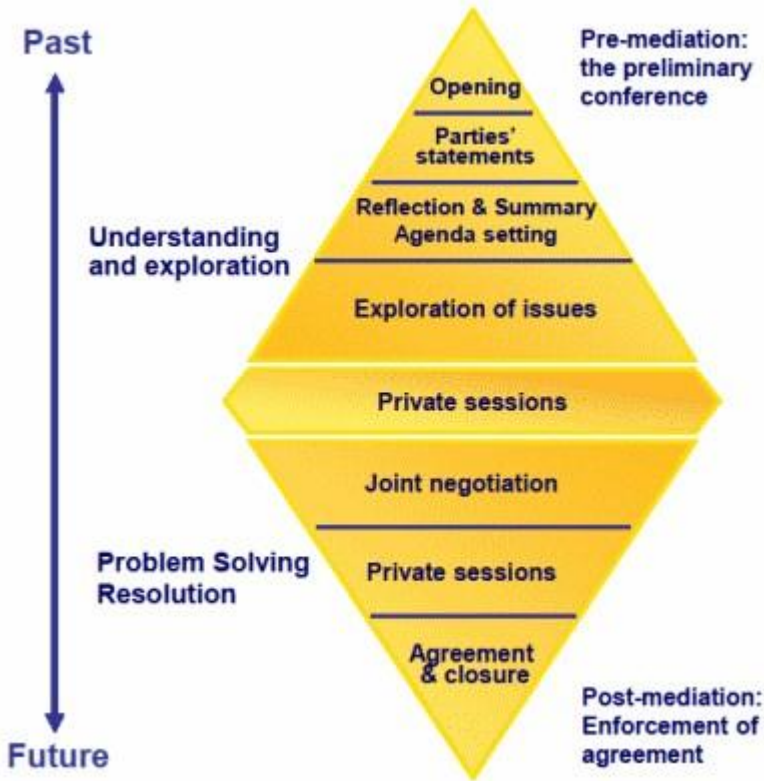 Past
Pre-mediation:
the preliminary
conference
Opening
Parties'
statements
Reflection & Summary
Agenda setting
Understanding
and exploration
Exploration of issues
Private sessions
Joint negotiation
Problem Solving
Resolution
Private sessions
Agreement
& closure
Post-mediation:
Enforcement of
agreement
Future